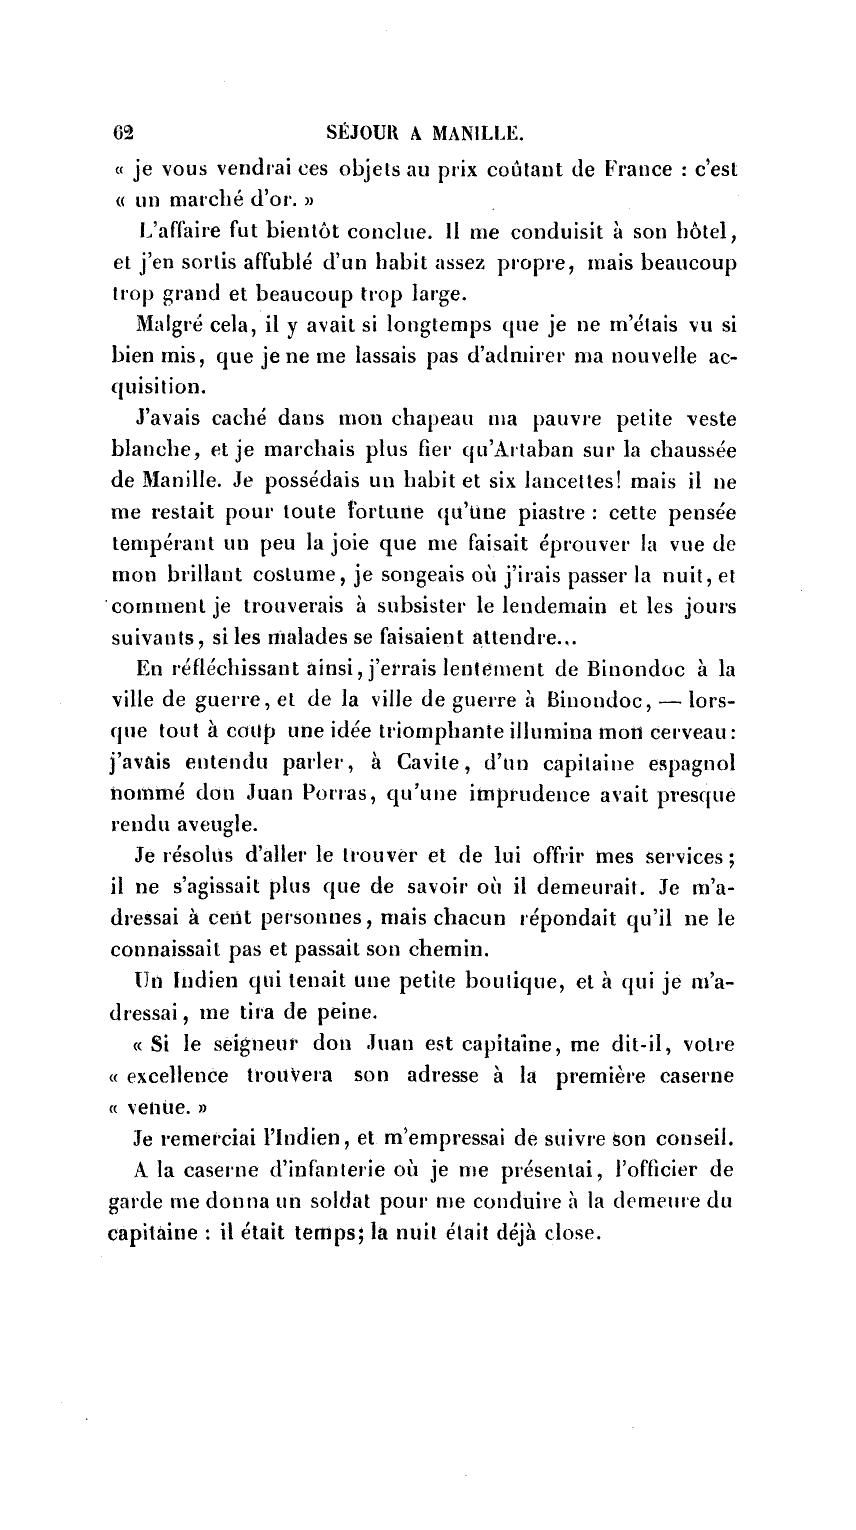 62 SÉJOUR A MANILLE.
« je vous vendrai ces objets au prix coûtant de France : c'est
« un marché d'or. »
L'affaire fut bientôt conclue. Il me conduisit à son hôtel,
et j'en sortis affublé d'un habit assez propre, mais beaucoup
trop grand et beaucoup trop large.
Malgré cela, il y avait si longtemps que je ne m'étais vu si
bien mis, que je ne me lassais pas d'admirer ma nouvelle ac-
quisition.
J'avais caché dans mon chapeau ma pauvre petite veste
blanche, et je marchais plus fier qu'Artaban sur la chaussée
de Manille. Je possédais un habit et six lancettes! mais il ne
me restait pour toute fortune qu'une piastre : cette pensée
tempérant un peu la joie que me faisait éprouver la vue de
mon brillant costume, je songeais où j'irais passer la nuit, et
comment je trouverais à subsister le lendemain et les jours
suivants, si les malades se faisaient attendre...
En réfléchissant ainsi, j'errais lentement de Binondoc à la
ville de guerre, et de la ville de guerre à Binondoc, — lors-
que tout à coup une idée triomphante illumina mon cerveau:
j'avais entendu parler, à Cavite, d'un capitaine espagnol
nommé don Juan Porras, qu'une imprudence avait presque
rendu aveugle.
Je résolus d'aller le trouver et de lui offrir mes services;
il ne s'agissait plus que de savoir où il demeurait. Je m'a-
dressai à cent personnes, mais chacun répondait qu'il ne le
connaissait pas et passait son chemin.
Un Indien qui tenait une petite boutique, et à qui je m'a-
dressai, me tira de peine.
« Si le seigneur don Juan est capitaine, me dit-il, votre
« excellence trouvera son adresse à la première caserne
« venue. »
Je remerciai l'Indien, et m'empressai de suivre son conseil.
A la caserne d'infanterie où je me présentai, l'officier de
garde me donna un soldat pour me conduire à la demeure du
capitaine : il était temps; la nuit était déjà close.